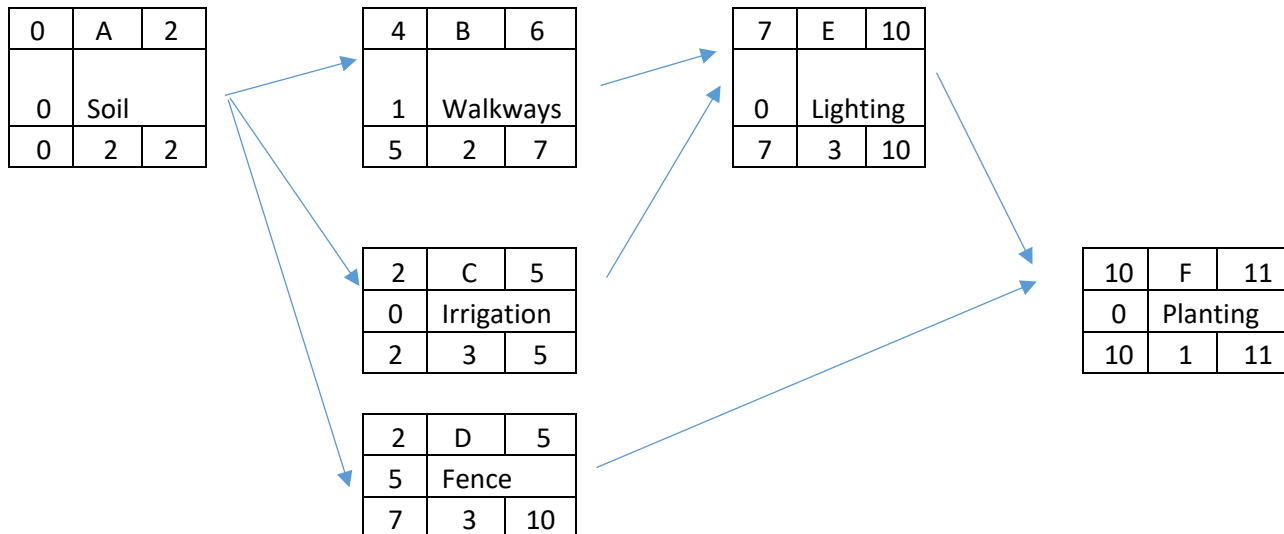 0 A 2
0 Soil
0 2 2
4 B 6
1 Walkways
5 2 7
7 E 10
0 Lighting
7 3 10
2 C 5
0 Irrigation
2 3 5
10 F 11
0 Planting
10 1 11
2 D 5
5 Fence
7 3 10